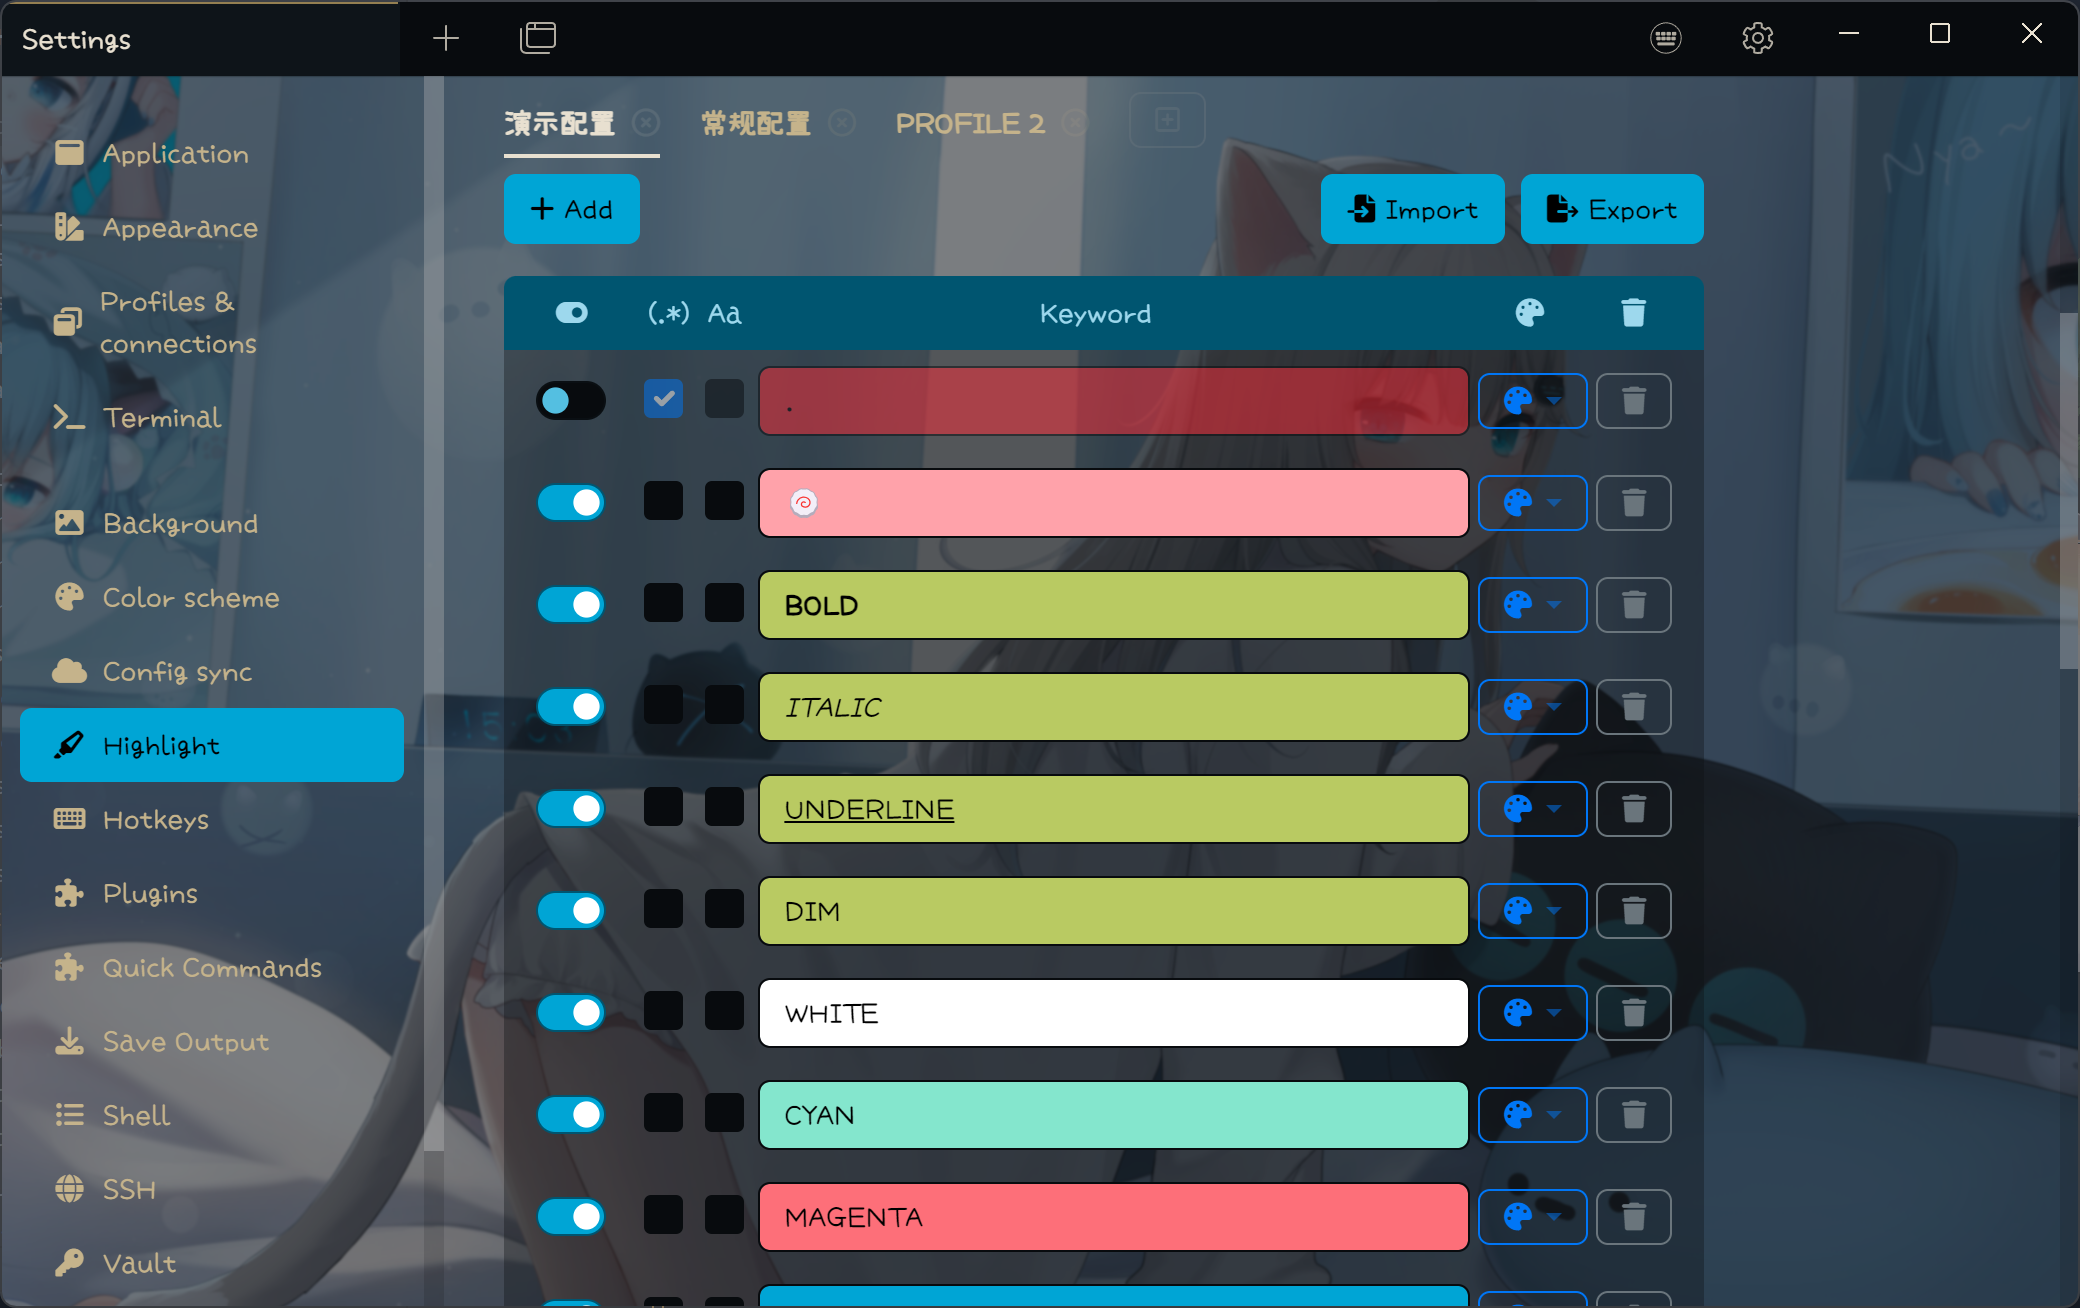 Settings
演示配置
常规配置
PROFILE 2
Add
Import
Export
(.*)
Aa
Keyword
.
🍥
BOLD
ITALIC
UNDERLINE
DIM
WHITE
CYAN
MAGENTA
Application
Appearance
Profiles &
connections
Terminal
Background
Color scheme
Config sync
Highlight
Hotkeys
Plugins
Quick Commands
Save Output
Shell
SSH
Vault
Nya~